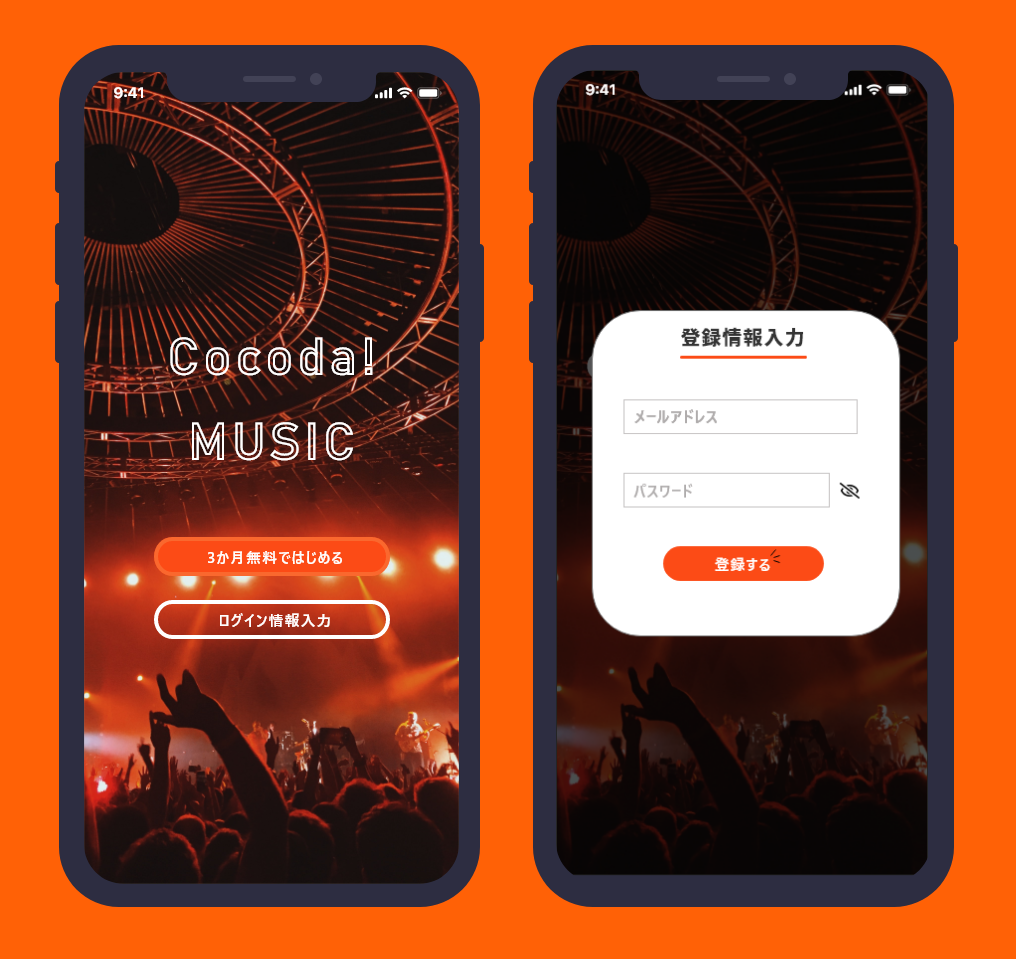 9:41
Cocoda!
MUSIC
3か月無料ではじめる
ログイン情報入力
9:41
登録情報入力
メールアドレス
パスワード
登録する